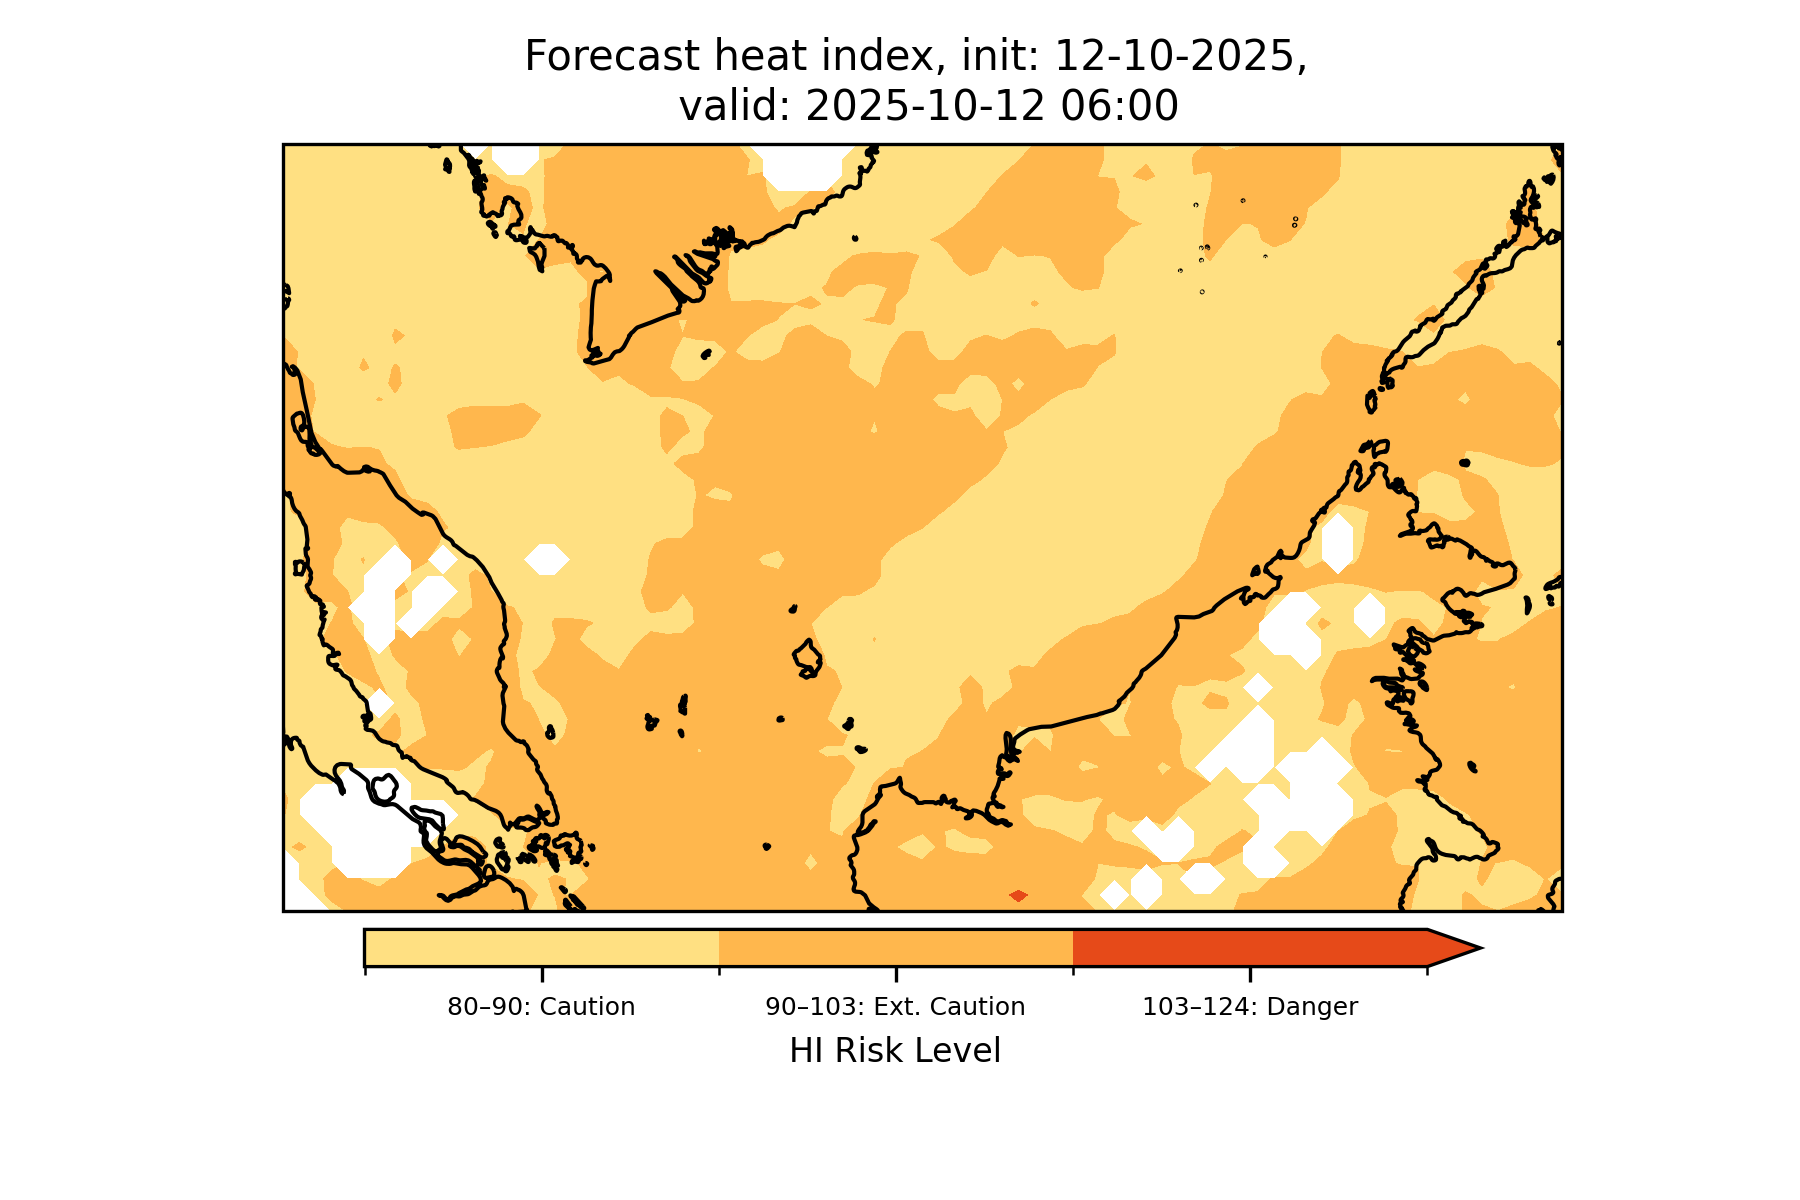 Forecast heat index, init: 12-10-2025,
valid: 2025-10-12 06:00
80–90: Caution
90–103: Ext. Caution
103–124: Danger
HI Risk Level